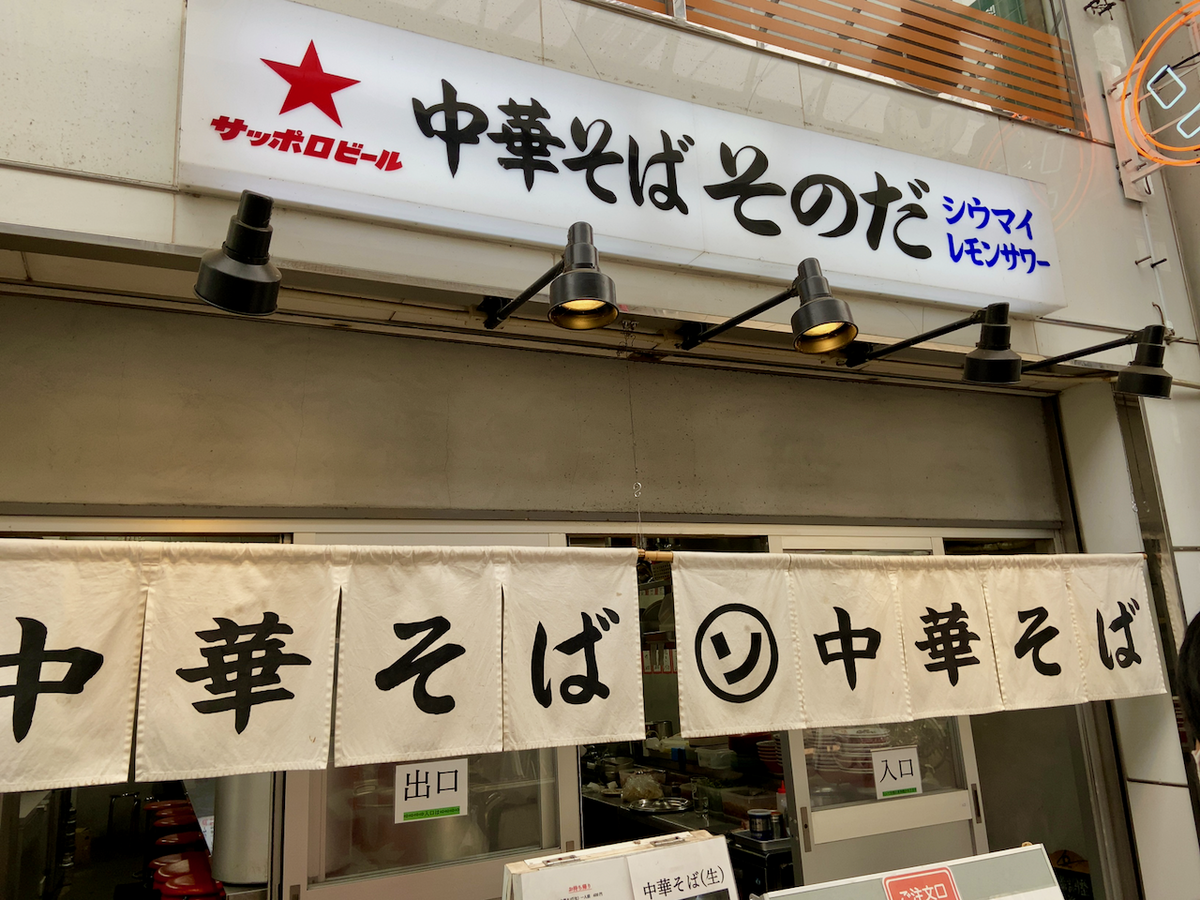 サッポロビール
中華そば そのだ
シウマイ
レモンサワー
中華そば
ソ 中華そば
出口
入口
中華そば(生)
ご注文口